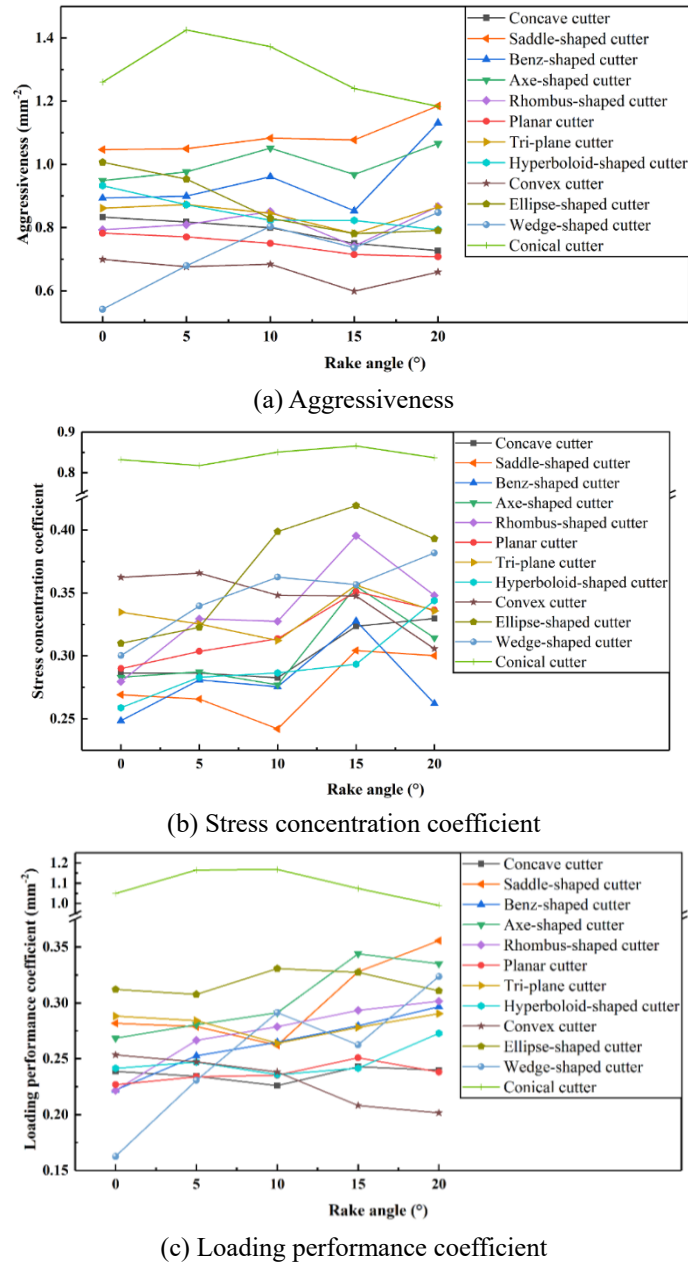 Concave cutter
Saddle-shaped cutter
Benz-shaped cutter
Axe-shaped cutter
Rhombus-shaped cutter
Planar cutter
Tri-plane cutter
Hyperboloid-shaped cutter
Convex cutter
Ellipse-shaped cutter
Wedge-shaped cutter
Conical cutter
Aggressiveness (mm⁻²)
1.4
1.2
1.0
0.8
0.6
0 5 10 15 20
Rake angle (°)
(a) Aggressiveness
Concave cutter
Saddle-shaped cutter
Benz-shaped cutter
Axe-shaped cutter
Rhombus-shaped cutter
Planar cutter
Tri-plane cutter
Hyperboloid-shaped cutter
Convex cutter
Ellipse-shaped cutter
Wedge-shaped cutter
Conical cutter
Stress concentration coefficient
0.9
0.8
0.40
0.35
0.30
0.25
0 5 10 15 20
Rake angle (°)
(b) Stress concentration coefficient
Concave cutter
Saddle-shaped cutter
Benz-shaped cutter
Axe-shaped cutter
Rhombus-shaped cutter
Planar cutter
Tri-plane cutter
Hyperboloid-shaped cutter
Convex cutter
Ellipse-shaped cutter
Wedge-shaped cutter
Conical cutter
Loading performance coefficient (mm⁻²)
1.2
1.1
1.0
0.35
0.30
0.25
0.20
0.15
0 5 10 15 20
Rake angle (°)
(c) Loading performance coefficient